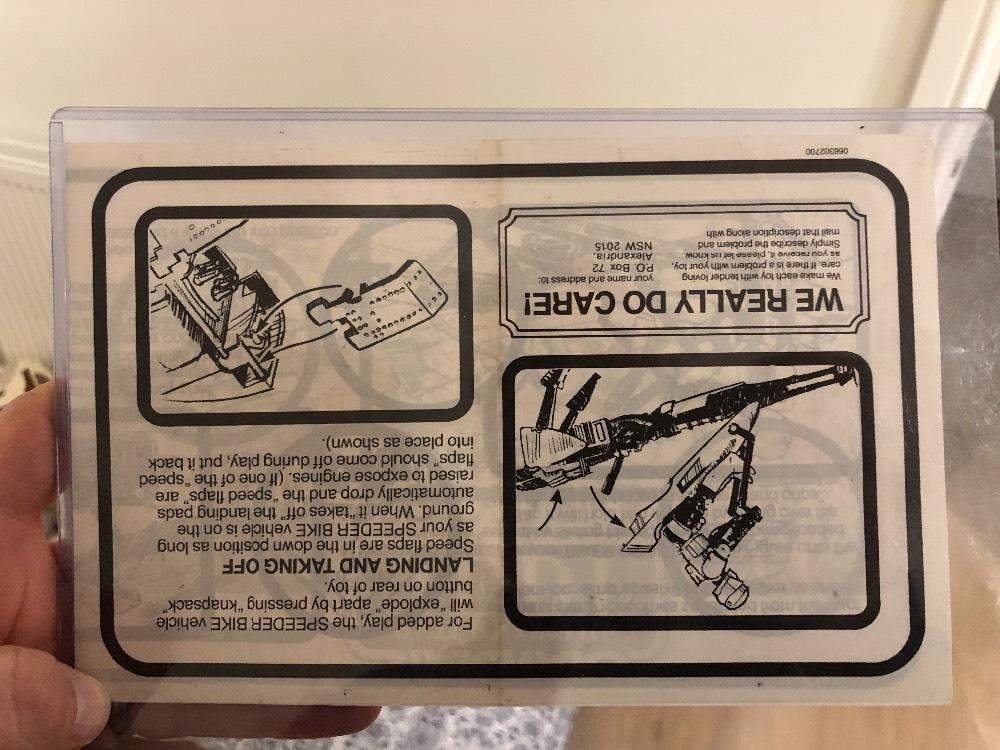 For added play, the SPEEDER BIKE vehicle
will "explode" apart by pressing "knapsack"
button on rear of toy.
LANDING AND TAKING OFF
Speed flaps are in the down position as long
as your SPEEDER BIKE vehicle is on the
ground. When it "takes off" the landing pads
automatically drop and the "speed flaps" are
raised to expose engines. (If one of the "speed
flaps" should come off during play, put it back
into place as shown).
WE REALLY DO CARE!
We make each toy with tender loving
care. If there is a problem with your toy,
as you receive it, please let us know.
Simply describe the problem and
mail that description along with
your name and address to:
P.O. Box 72
Alexandria
NSW 2015
068302700